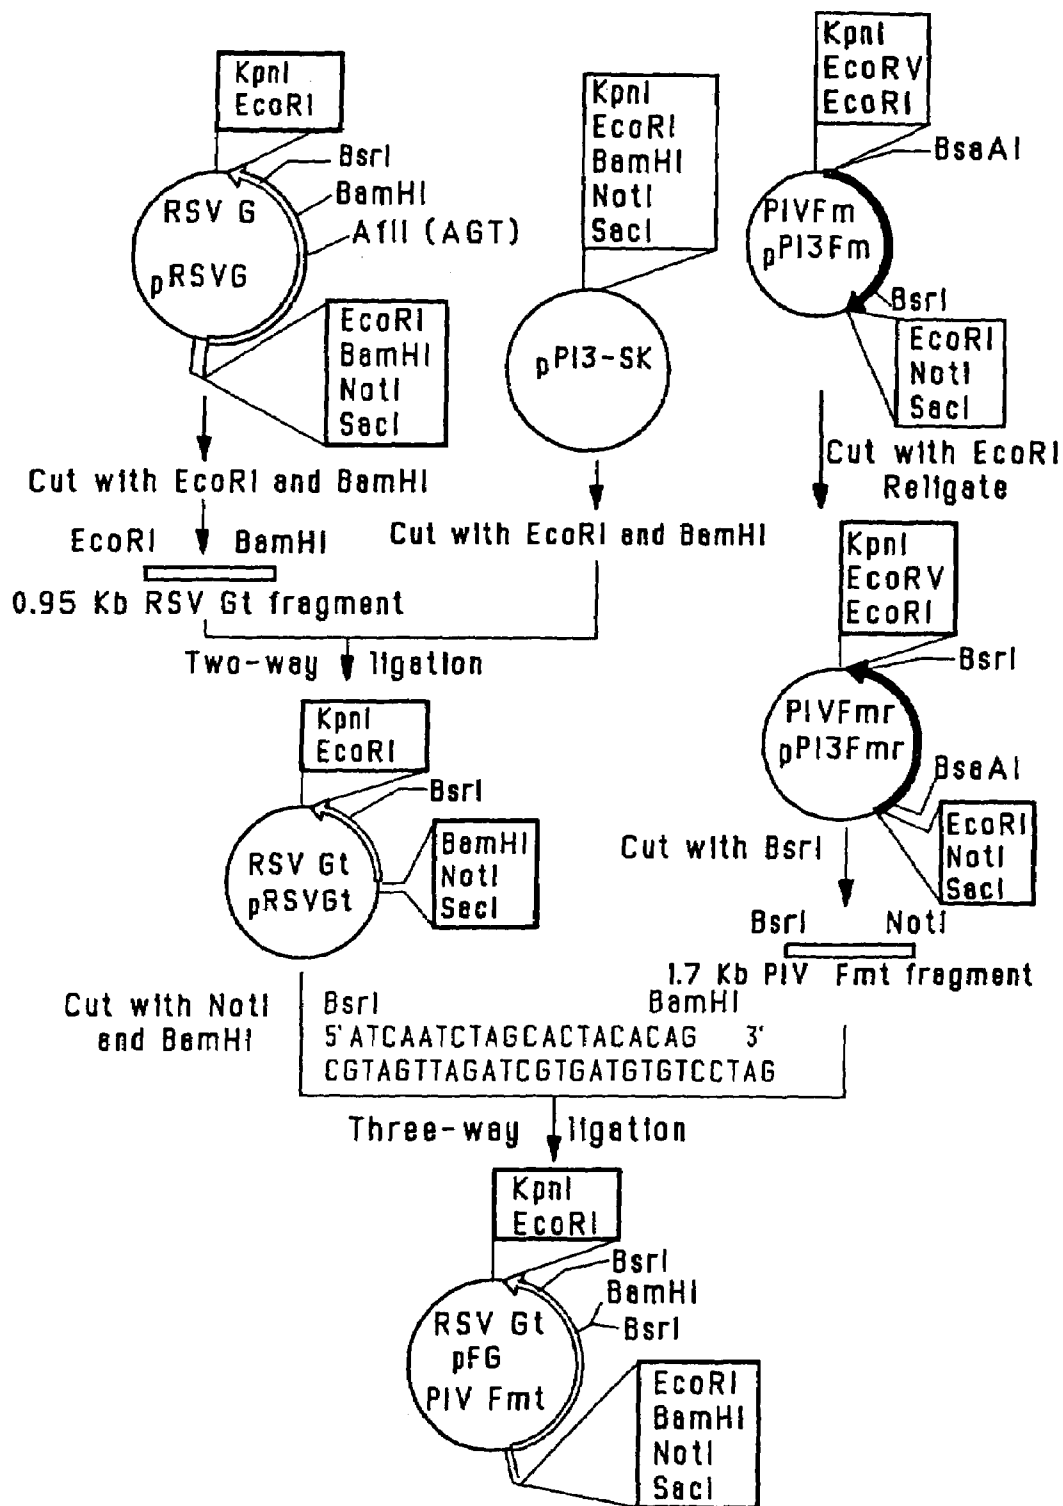 KpnI
EcoRI
BsrI
BamHI
AflI (AGT)
RSV G
pRSVG
EcoRI
BamHI
NotI
SacI
Cut with EcoRI and BamHI
EcoRI BamHI
0.95 Kb RSV Gt fragment
KpnI
EcoRI
BamHI
NotI
SacI
pPI3-SK
Cut with EcoRI and BamHI
KpnI
EcoRV
EcoRI
BsaAI
PIVFm
pPI3Fm
BsrI
EcoRI
NotI
SacI
Cut with EcoRI
Religate
KpnI
EcoRV
EcoRI
BsrI
PIVFmr
pPI3Fmr
BsaAI
EcoRI
NotI
SacI
Cut with BsrI
BsrI NotI
1.7 Kb PIV Fmt fragment
Two-way ligation
KpnI
EcoRI
BsrI
RSV Gt
pRSVGt
BamHI
NotI
SacI
Cut with NotI
and BamHI
BsrI BamHI
5' ATCAATCTAGCACTACACAG 3'
CGTAGTTAGATCGTGATGTGTCCTAG
Three-way ligation
KpnI
EcoRI
BsrI
BamHI
BsrI
RSV Gt
pFG
PIV Fmt
EcoRI
BamHI
NotI
SacI